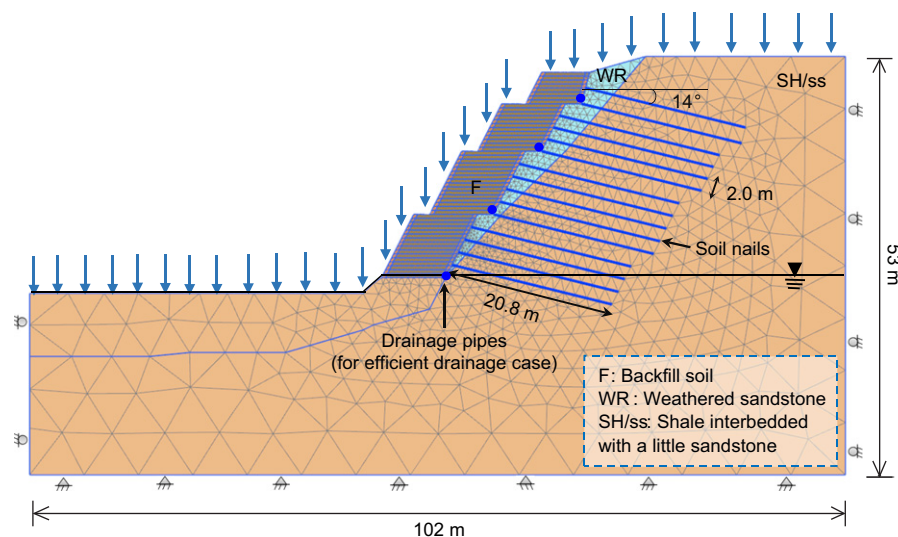 WR
SH/ss
14°
F
2.0 m
Soil nails
20.8 m
53 m
Drainage pipes
(for efficient drainage case)
F: Backfill soil
WR : Weathered sandstone
SH/ss: Shale interbedded
with a little sandstone
102 m